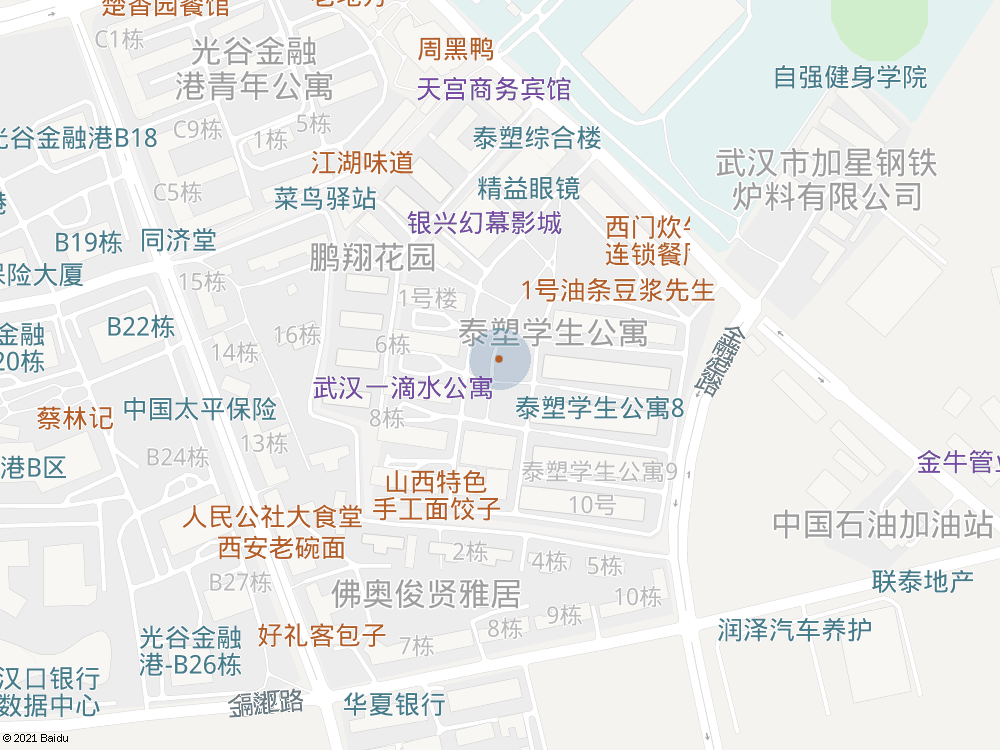 楚香园餐馆
C1栋
光谷金融
港青年公寓
周黑鸭
天宫商务宾馆
自强健身学院
C9栋
1栋
5栋
光谷金融港B18
泰塑综合楼
江湖味道
武汉市加星钢铁
炉料有限公司
C5栋
菜鸟驿站
精益眼镜
港
银兴幻幕影城
西门炊牛
连锁餐厅
B19栋
同济堂
鹏翔花园
保险大厦
15栋
1号楼
1号油条豆浆先生
金融
20栋
B22栋
16栋
14栋
6栋
泰塑学生公寓
金融港路
武汉一滴水公寓
蔡林记
中国太平保险
8栋
泰塑学生公寓8
13栋
B24栋
港B区
山西特色
手工面饺子
泰塑学生公寓9
10号
金牛管业
人民公社大食堂
西安老碗面
中国石油加油站
2栋
4栋
5栋
B27栋
佛奥俊贤雅居
10栋
联泰地产
9栋
8栋
光谷金融
港-B26栋
好礼客包子
7栋
润泽汽车养护
汉口银行
数据中心
华夏银行
© 2021 Baidu